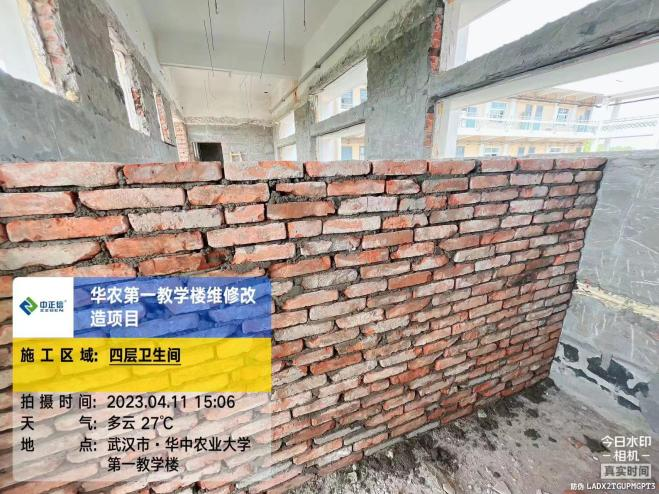 中正信
ZZBEN
华农第一教学楼维修改
造项目
施工区域: 四层卫生间
拍摄时间: 2023.04.11 15:06
天 气: 多云 27℃
地 点: 武汉市·华中农业大学
第一教学楼
今日水印
相机
真实时间
防伪 LADX2TGUPMGPT3